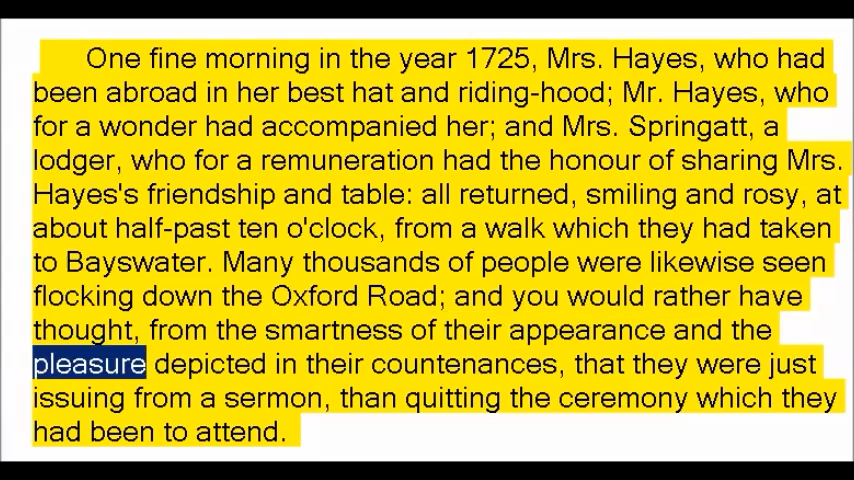 One fine morning in the year 1725, Mrs. Hayes, who had
been abroad in her best hat and riding-hood; Mr. Hayes, who
for a wonder had accompanied her; and Mrs. Springatt, a
lodger, who for a remuneration had the honour of sharing Mrs.
Hayes's friendship and table: all returned, smiling and rosy, at
about half-past ten o'clock, from a walk which they had taken
to Bayswater. Many thousands of people were likewise seen
flocking down the Oxford Road; and you would rather have
thought, from the smartness of their appearance and the
pleasure depicted in their countenances, that they were just
issuing from a sermon, than quitting the ceremony which they
had been to attend.